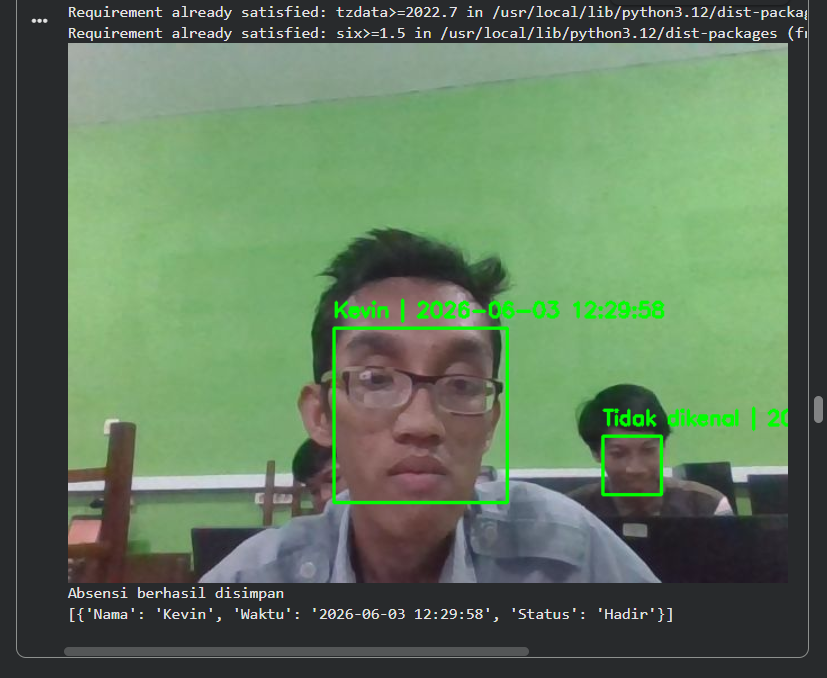 Requirement already satisfied: tzdata>=2022.7 in /usr/local/lib/python3.12/dist-packag
Requirement already satisfied: six>=1.5 in /usr/local/lib/python3.12/dist-packages (fr
Kevin | 2026-06-03 12:29:58
Tidak dikenal | 20
Absensi berhasil disimpan
[{'Nama': 'Kevin', 'Waktu': '2026-06-03 12:29:58', 'Status': 'Hadir'}]